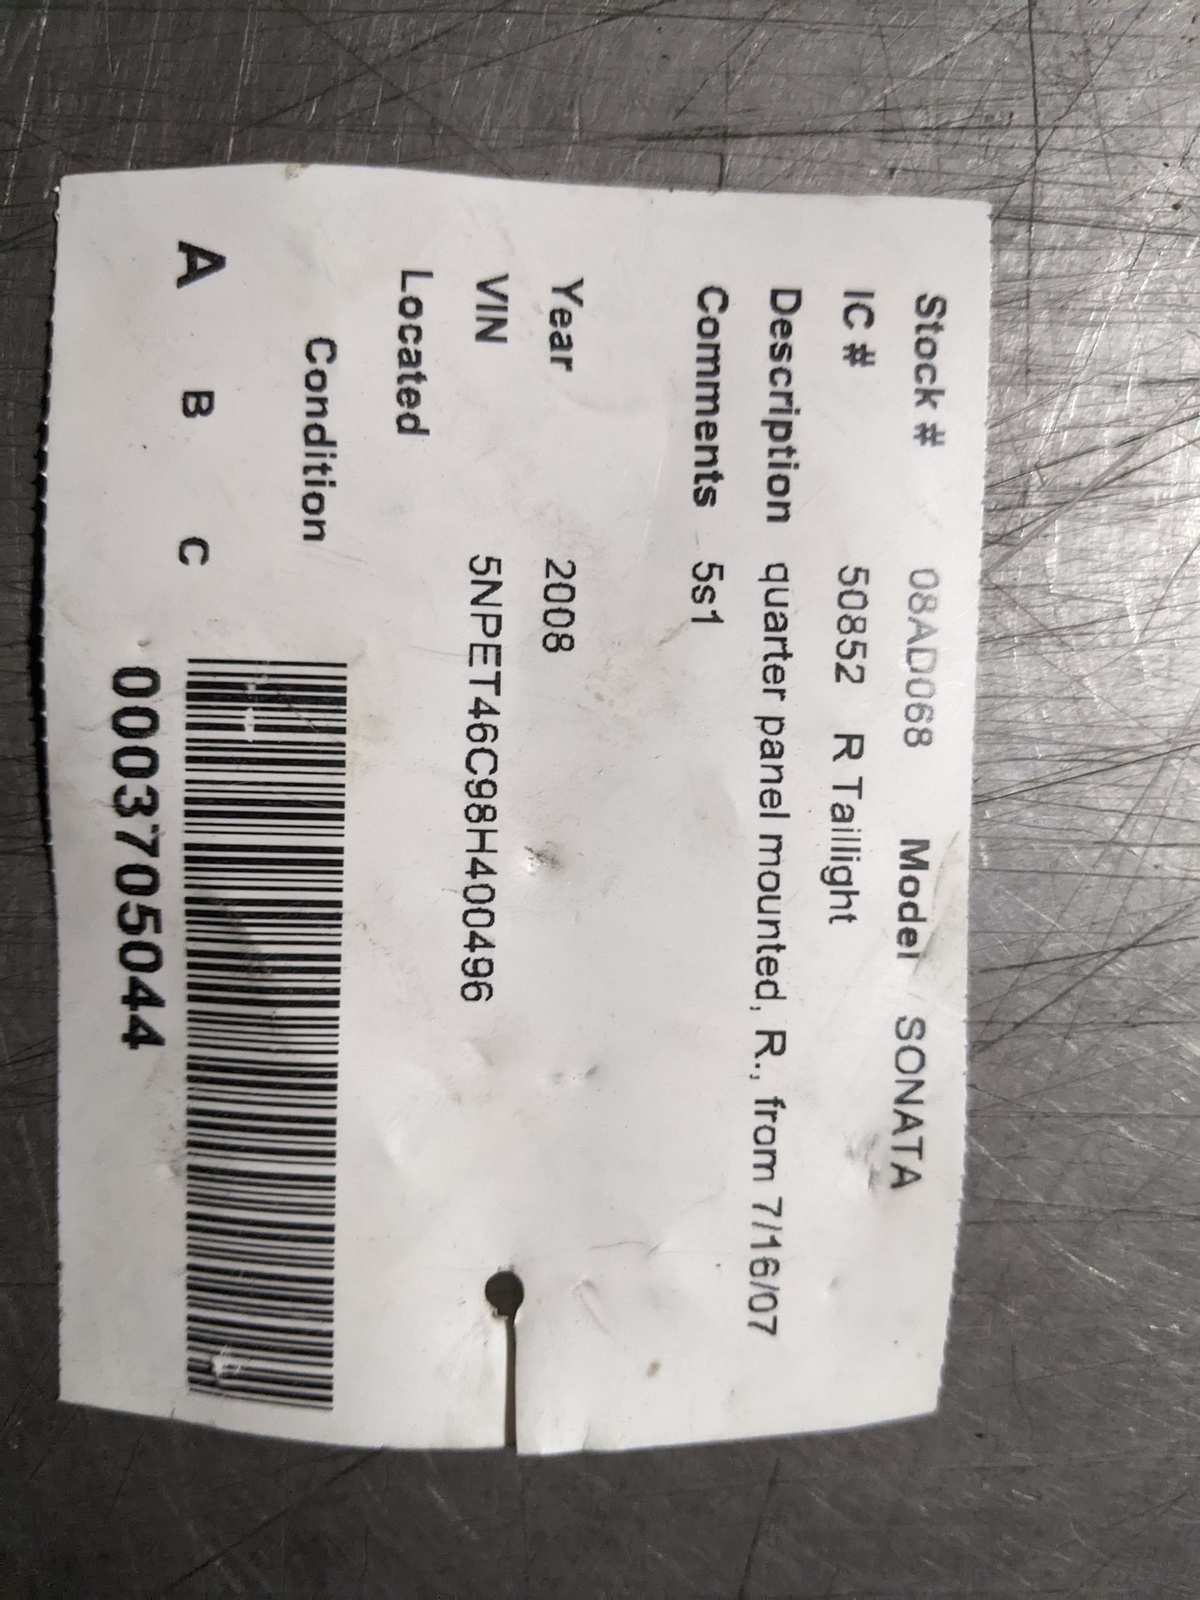 Stock # 08AD068 Model SONATA
IC # 50852 R Taillight
Description quarter panel mounted, R., from 7/16/07
Comments 5s1
Year 2008
VIN 5NPET46C98H400496
Located
Condition
A B C
0003705044